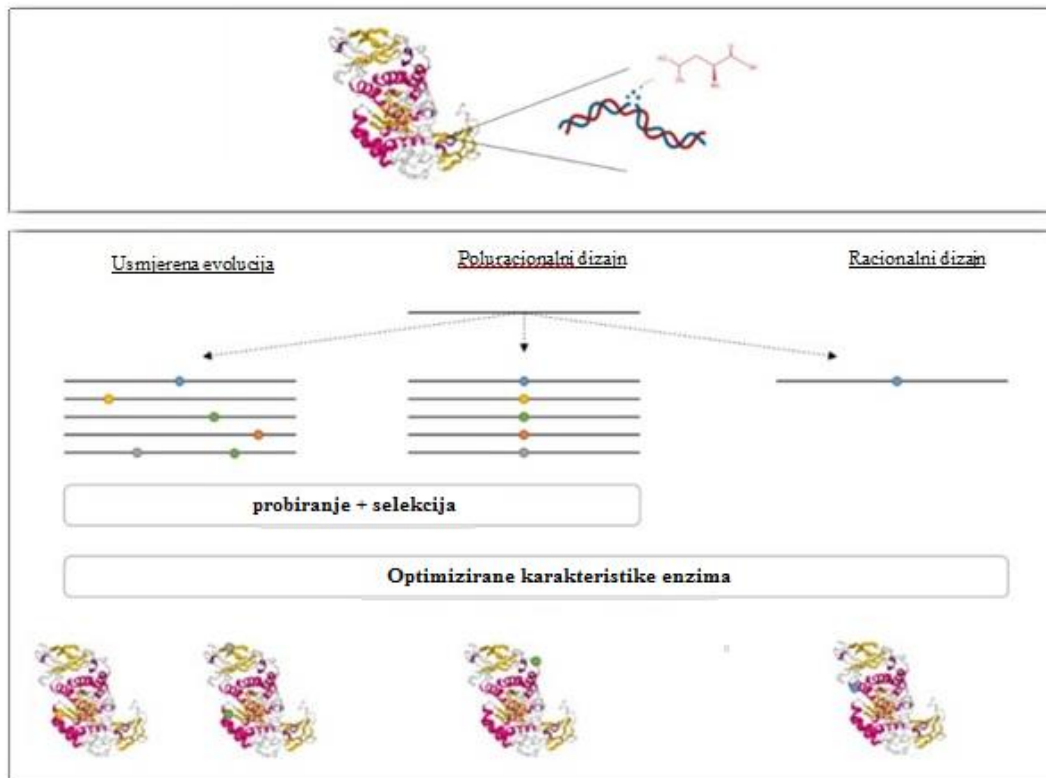 Usmjerena evolucija
Poluracionalni dizajn
Racionalni dizajn
probiranje + selekcija
Optimizirane karakteristike enzima